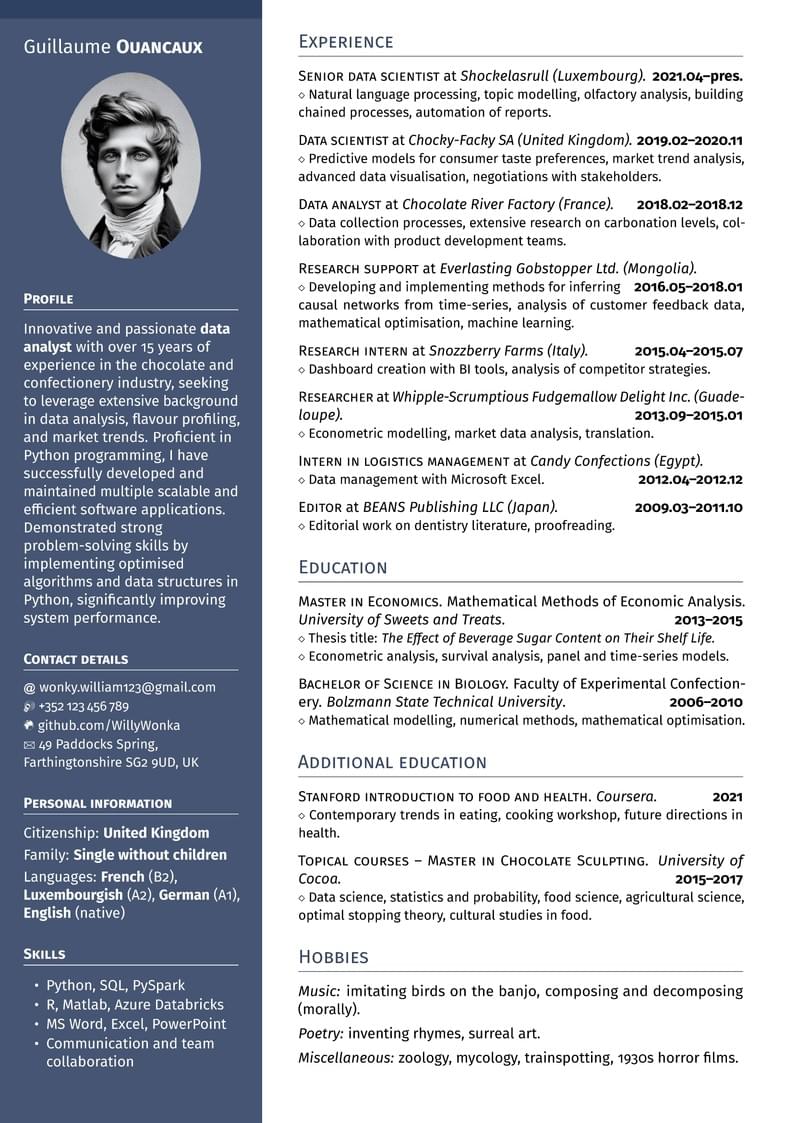 Guillaume Ouancaux
Profile
Innovative and passionate data
analyst with over 15 years of
experience in the chocolate and
confectionery industry, seeking
to leverage extensive background
in data analysis, flavour profiling,
and market trends. Proficient in
Python programming, I have
successfully developed and
maintained multiple scalable and
efficient software applications.
Demonstrated strong
problem-solving skills by
implementing optimised
algorithms and data structures in
Python, significantly improving
system performance.
Contact details
@ wonky.william123@gmail.com
+352 123 456 789
github.com/WillyWonka
49 Paddocks Spring,
Farthingtonshire SG2 9UD, UK
Personal information
Citizenship: United Kingdom
Family: Single without children
Languages: French (B2),
Luxembourgish (A2), German (A1),
English (native)
Skills
• Python, SQL, PySpark
• R, Matlab, Azure Databricks
• MS Word, Excel, PowerPoint
• Communication and team
collaboration
Experience
Senior data scientist at Shockelasrull (Luxembourg). 2021.04–pres.
⋄ Natural language processing, topic modelling, olfactory analysis, building
chained processes, automation of reports.
Data scientist at Chocky-Facky SA (United Kingdom). 2019.02–2020.11
⋄ Predictive models for consumer taste preferences, market trend analysis,
advanced data visualisation, negotiations with stakeholders.
Data analyst at Chocolate River Factory (France). 2018.02–2018.12
⋄ Data collection processes, extensive research on carbonation levels, col-
laboration with product development teams.
Research support at Everlasting Gobstopper Ltd. (Mongolia).
⋄ Developing and implementing methods for inferring 2016.05–2018.01
causal networks from time-series, analysis of customer feedback data,
mathematical optimisation, machine learning.
Research intern at Snozzberry Farms (Italy). 2015.04–2015.07
⋄ Dashboard creation with BI tools, analysis of competitor strategies.
Researcher at Whipple-Scrumptious Fudgemallow Delight Inc. (Guade-
loupe). 2013.09–2015.01
⋄ Econometric modelling, market data analysis, translation.
Intern in logistics management at Candy Confections (Egypt).
⋄ Data management with Microsoft Excel. 2012.04–2012.12
Editor at BEANS Publishing LLC (Japan). 2009.03–2011.10
⋄ Editorial work on dentistry literature, proofreading.
Education
Master in Economics. Mathematical Methods of Economic Analysis.
University of Sweets and Treats. 2013–2015
⋄ Thesis title: The Effect of Beverage Sugar Content on Their Shelf Life.
⋄ Econometric analysis, survival analysis, panel and time-series models.
Bachelor of Science in Biology. Faculty of Experimental Confection-
ery. Bolzmann State Technical University. 2006–2010
⋄ Mathematical modelling, numerical methods, mathematical optimisation.
Additional education
Stanford introduction to food and health. Coursera. 2021
⋄ Contemporary trends in eating, cooking workshop, future directions in
health.
Topical courses – Master in Chocolate Sculpting. University of
Cocoa. 2015–2017
⋄ Data science, statistics and probability, food science, agricultural science,
optimal stopping theory, cultural studies in food.
Hobbies
Music: imitating birds on the banjo, composing and decomposing
(morally).
Poetry: inventing rhymes, surreal art.
Miscellaneous: zoology, mycology, trainspotting, 1930s horror films.